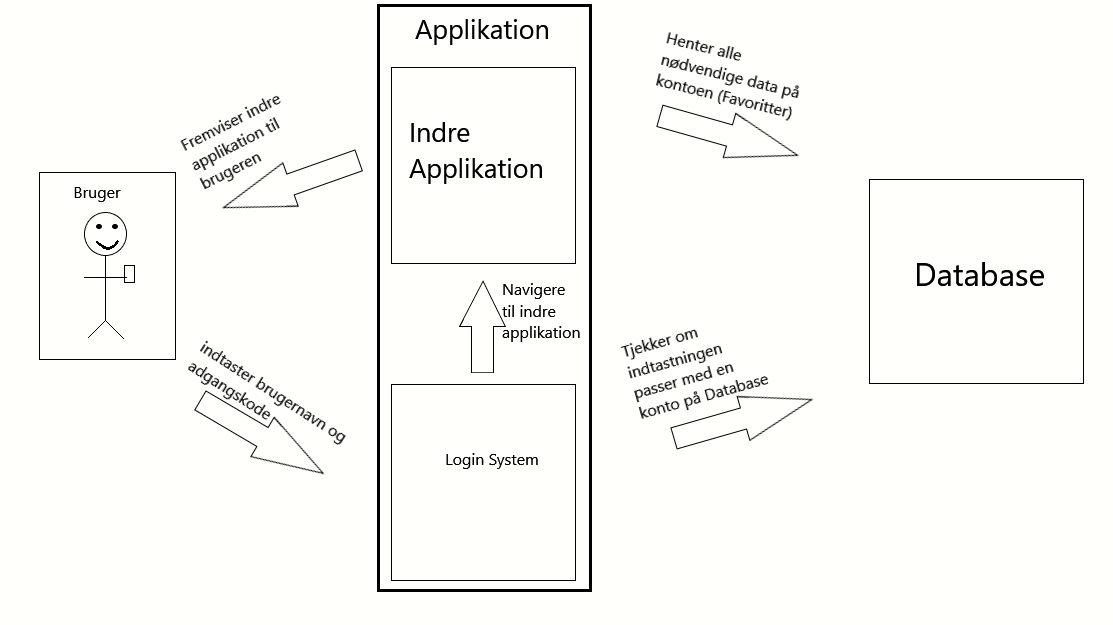 Applikation
Indre
Applikation
Henter alle
nødvendige data på
kontoen (Favoritter)
Fremviser indre
applikation til
brugeren
Bruger
Database
Navigere
til indre
applikation
indtaster brugernavn og
adgangskode
Tjekker om
indtastningen
passer med en
konto på Database
Login System